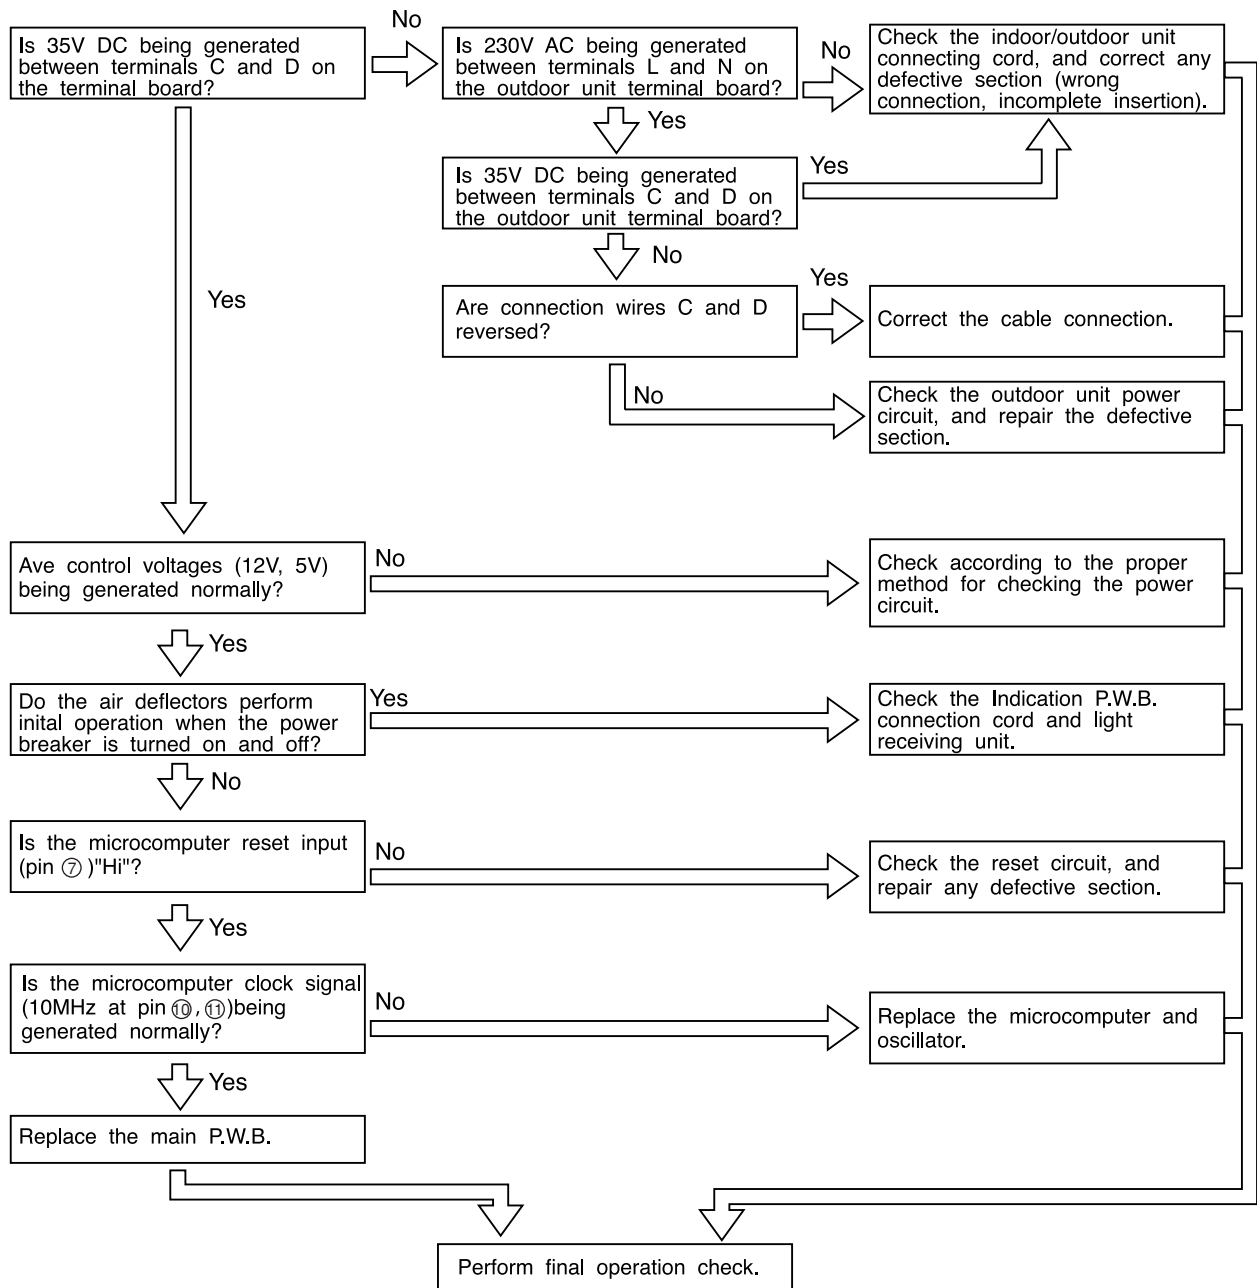 Is 35V DC being generated
between terminals C and D on
the terminal board?
No
Is 230V AC being generated
between terminals L and N on
the outdoor unit terminal board?
No
Check the indoor/outdoor unit
connecting cord, and correct any
defective section (wrong
connection, incomplete insertion).
Yes
Is 35V DC being generated
between terminals C and D on
the outdoor unit terminal board?
Yes
No
Yes
Are connection wires C and D
reversed?
Yes
Correct the cable connection.
No
Check the outdoor unit power
circuit, and repair the defective
section.
Ave control voltages (12V, 5V)
being generated normally?
No
Check according to the proper
method for checking the power
circuit.
Yes
Do the air deflectors perform
inital operation when the power
breaker is turned on and off?
Yes
Check the Indication P.W.B.
connection cord and light
receiving unit.
No
Is the microcomputer reset input
(pin ⑦ )"Hi"?
No
Check the reset circuit, and
repair any defective section.
Yes
Is the microcomputer clock signal
(10MHz at pin ⑩, ⑪)being
generated normally?
No
Replace the microcomputer and
oscillator.
Yes
Replace the main P.W.B.
Perform final operation check.